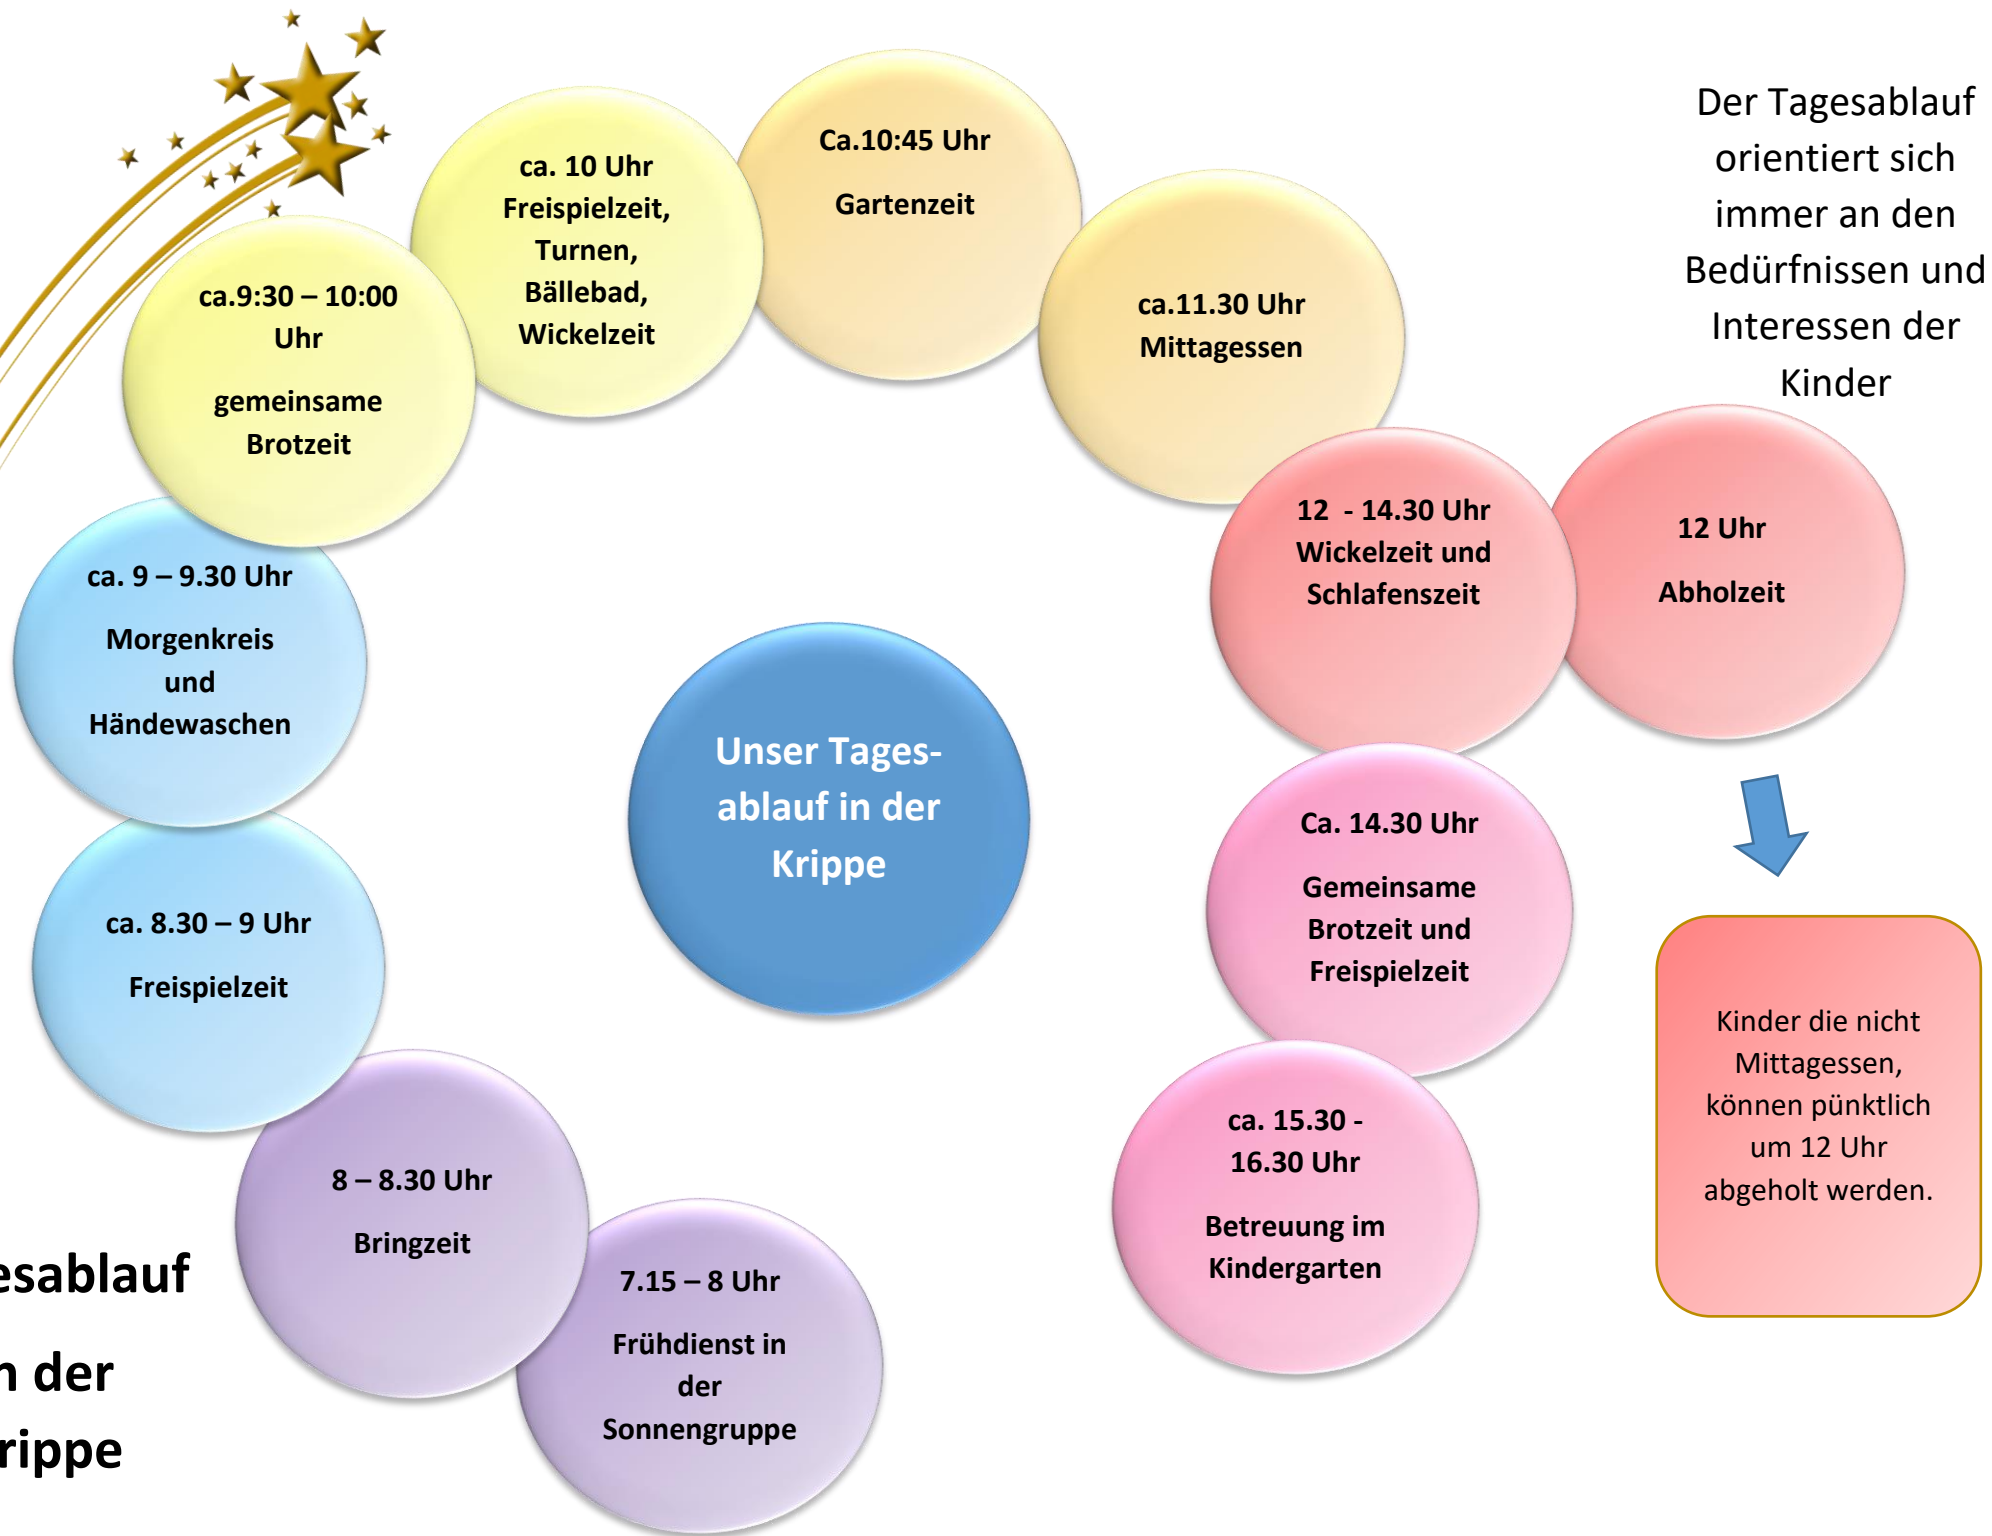 Der Tagesablauf
orientiert sich
immer an den
Bedürfnissen und
Interessen der
Kinder
Unser Tages-
ablauf in der
Krippe
7.15 – 8 Uhr
Frühdienst in
der
Sonnengruppe
8 – 8.30 Uhr
Bringzeit
ca. 8.30 – 9 Uhr
Freispielzeit
ca. 9 – 9.30 Uhr
Morgenkreis
und
Händewaschen
ca.9:30 – 10:00
Uhr
gemeinsame
Brotzeit
ca. 10 Uhr
Freispielzeit,
Turnen,
Bällebad,
Wickelzeit
Ca.10:45 Uhr
Gartenzeit
ca.11.30 Uhr
Mittagessen
12 - 14.30 Uhr
Wickelzeit und
Schlafenszeit
12 Uhr
Abholzeit
Kinder die nicht
Mittagessen,
können pünktlich
um 12 Uhr
abgeholt werden.
Ca. 14.30 Uhr
Gemeinsame
Brotzeit und
Freispielzeit
ca. 15.30 -
16.30 Uhr
Betreuung im
Kindergarten
esablauf
n der
rippe